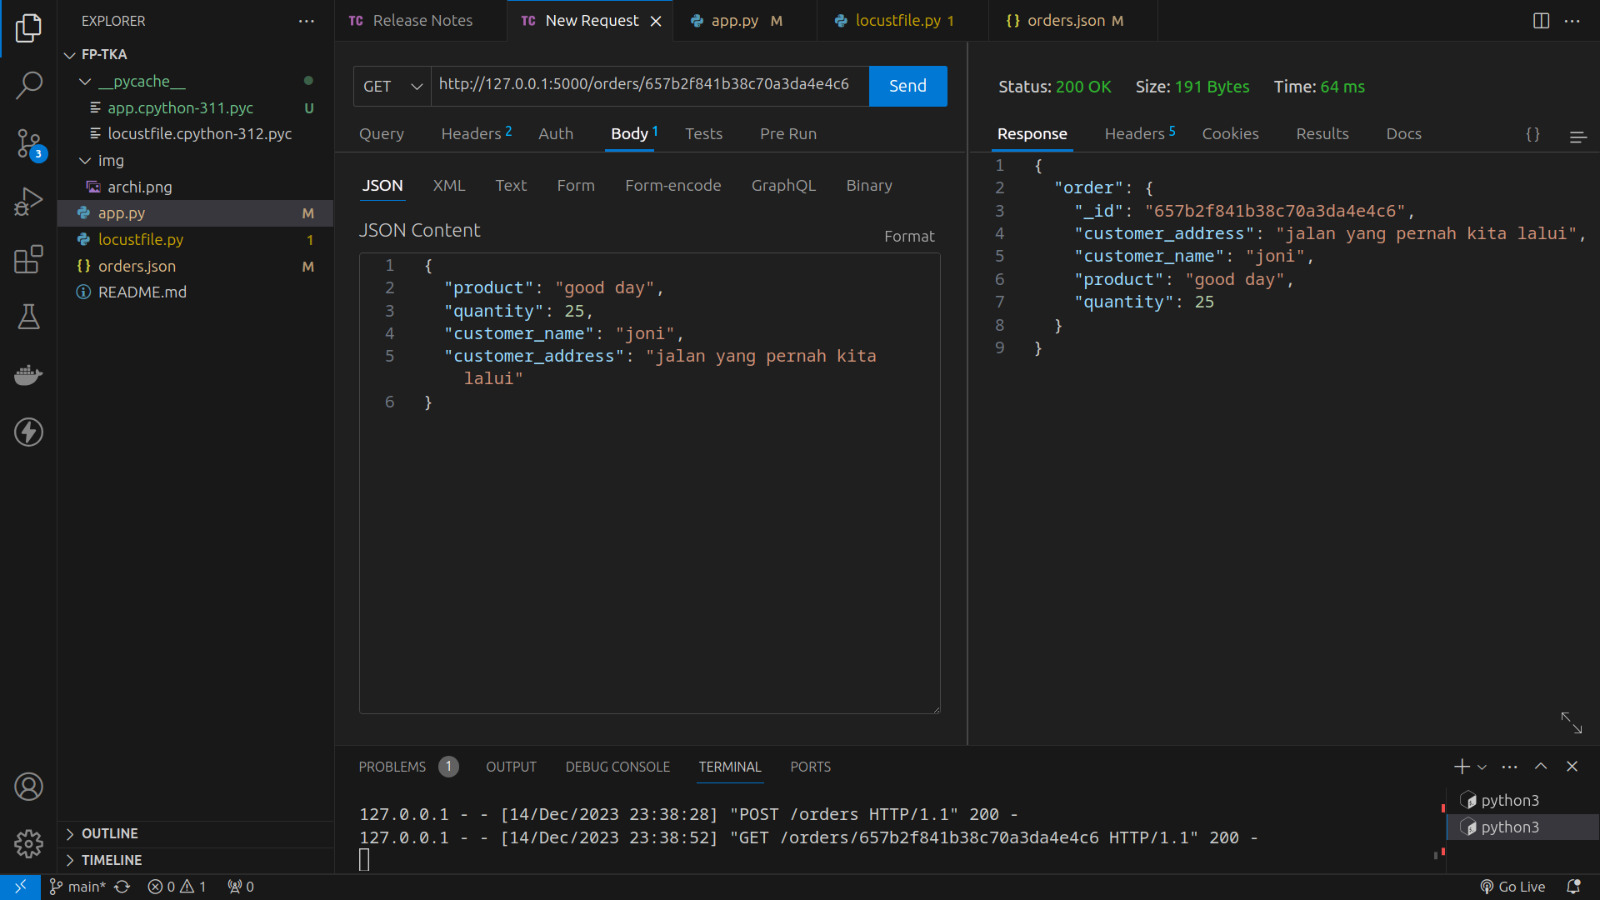 EXPLORER
FP-TKA
__pycache__
app.cpython-311.pyc U
locustfile.cpython-312.pyc
img
archi.png
app.py M
locustfile.py 1
orders.json M
README.md
OUTLINE
TIMELINE
3
TC Release Notes
TC New Request
app.py M
locustfile.py 1
{} orders.json M
GET http://127.0.0.1:5000/orders/657b2f841b38c70a3da4e4c6 Send
Query Headers 2 Auth Body 1 Tests Pre Run
JSON XML Text Form Form-encode GraphQL Binary
JSON Content Format
1 {
2 "product": "good day",
3 "quantity": 25,
4 "customer_name": "joni",
5 "customer_address": "jalan yang pernah kita
lalui"
6 }
Status: 200 OK Size: 191 Bytes Time: 64 ms
Response Headers 5 Cookies Results Docs {}
1 {
2 "order": {
3 "_id": "657b2f841b38c70a3da4e4c6",
4 "customer_address": "jalan yang pernah kita lalui",
5 "customer_name": "joni",
6 "product": "good day",
7 "quantity": 25
8 }
9 }
PROBLEMS 1 OUTPUT DEBUG CONSOLE TERMINAL PORTS
127.0.0.1 - - [14/Dec/2023 23:38:28] "POST /orders HTTP/1.1" 200 -
127.0.0.1 - - [14/Dec/2023 23:38:52] "GET /orders/657b2f841b38c70a3da4e4c6 HTTP/1.1" 200 -
python3
python3
main* 0 1 0 Go Live